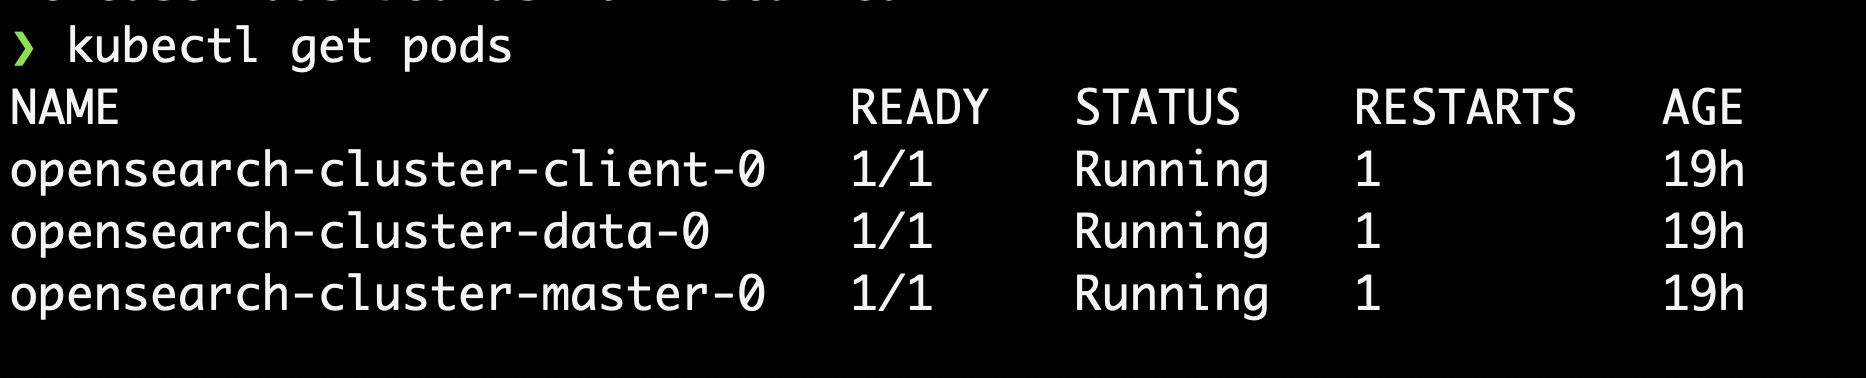 ❯ kubectl get pods
NAME READY STATUS RESTARTS AGE
opensearch-cluster-client-0 1/1 Running 1 19h
opensearch-cluster-data-0 1/1 Running 1 19h
opensearch-cluster-master-0 1/1 Running 1 19h